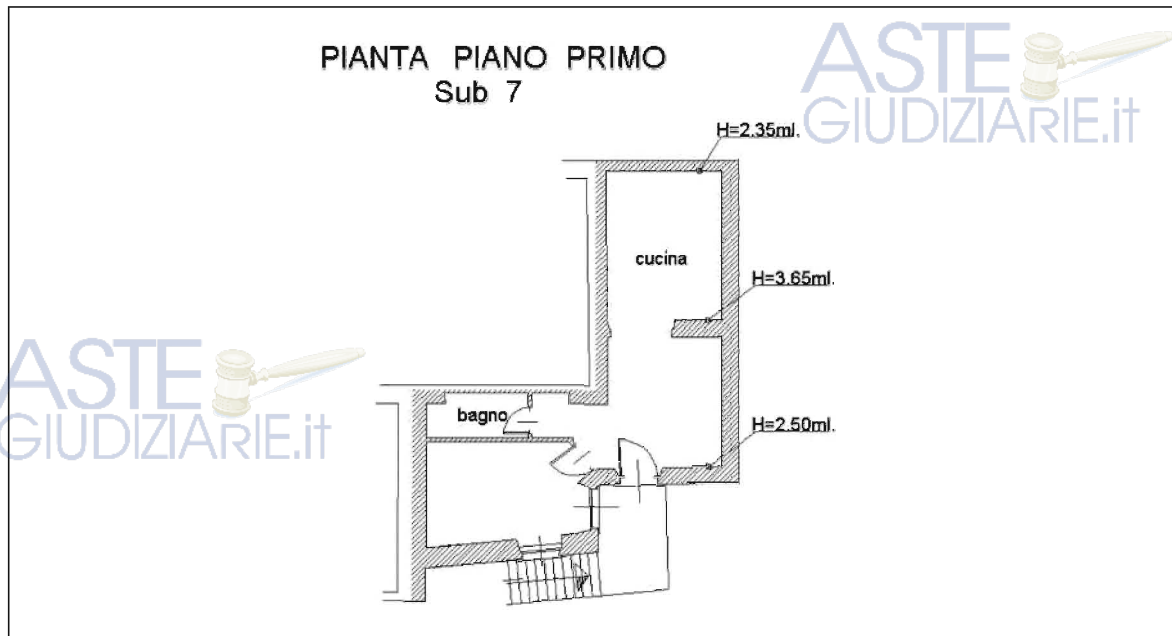 PIANTA PIANO PRIMO
Sub 7
ASTE
GIUDIZIARIE.it
H=2.35ml.
cucina
H=3.65ml.
ASTE
GIUDIZIARIE.it
bagno
H=2.50ml.